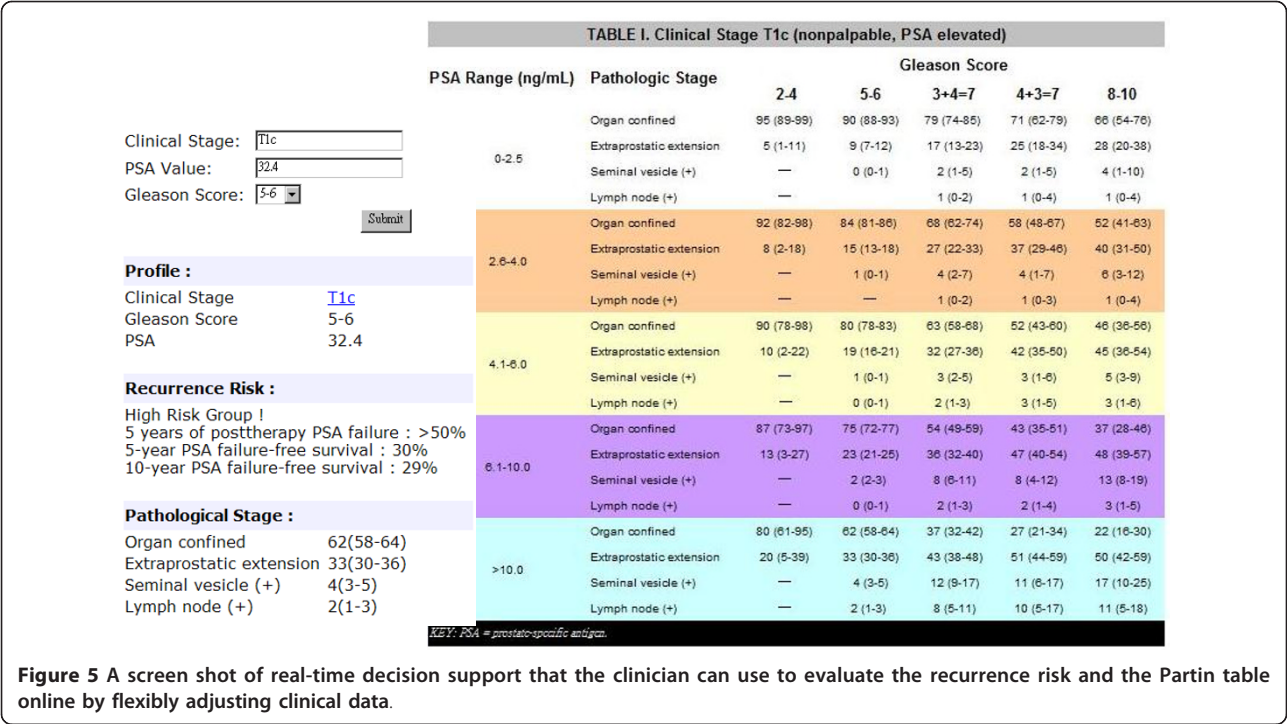 Clinical Stage: T1c
PSA Value: 32.4
Gleason Score: 5-6
Submit
Profile :
Clinical Stage T1c
Gleason Score 5-6
PSA 32.4
Recurrence Risk :
High Risk Group !
5 years of posttherapy PSA failure : >50%
5-year PSA failure-free survival : 30%
10-year PSA failure-free survival : 29%
Pathological Stage :
Organ confined 62(58-64)
Extraprostatic extension 33(30-36)
Seminal vesicle (+) 4(3-5)
Lymph node (+) 2(1-3)
TABLE I. Clinical Stage T1c (nonpalpable, PSA elevated)
Gleason Score
PSA Range (ng/mL) Pathologic Stage
2-4 5-6 3+4=7 4+3=7 8-10
0-2.5
Organ confined 95 (89-99) 90 (88-93) 79 (74-85) 71 (62-79) 66 (54-76)
Extraprostatic extension 5 (1-11) 9 (7-12) 17 (13-23) 25 (18-34) 28 (20-38)
Seminal vesicle (+) — 0 (0-1) 2 (1-5) 2 (1-5) 4 (1-10)
Lymph node (+) — 1 (0-2) 1 (0-4) 1 (0-4)
2.6-4.0
Organ confined 92 (82-98) 84 (81-86) 68 (62-74) 58 (48-67) 52 (41-63)
Extraprostatic extension 8 (2-18) 15 (13-18) 27 (22-33) 37 (29-46) 40 (31-50)
Seminal vesicle (+) — 1 (0-1) 4 (2-7) 4 (1-7) 6 (3-12)
Lymph node (+) — — 1 (0-2) 1 (0-3) 1 (0-4)
4.1-6.0
Organ confined 90 (78-98) 80 (78-83) 63 (58-68) 52 (43-60) 46 (36-56)
Extraprostatic extension 10 (2-22) 19 (16-21) 32 (27-36) 42 (35-50) 45 (36-54)
Seminal vesicle (+) — 1 (0-1) 3 (2-5) 3 (1-6) 5 (3-9)
Lymph node (+) — 0 (0-1) 2 (1-3) 3 (1-5) 3 (1-6)
6.1-10.0
Organ confined 87 (73-97) 75 (72-77) 54 (49-59) 43 (35-51) 37 (28-46)
Extraprostatic extension 13 (3-27) 23 (21-25) 36 (32-40) 47 (40-54) 48 (39-57)
Seminal vesicle (+) — 2 (2-3) 8 (6-11) 8 (4-12) 13 (8-19)
Lymph node (+) — 0 (0-1) 2 (1-3) 2 (1-4) 3 (1-5)
>10.0
Organ confined 80 (61-95) 62 (58-64) 37 (32-42) 27 (21-34) 22 (16-30)
Extraprostatic extension 20 (5-39) 33 (30-36) 43 (38-48) 51 (44-59) 50 (42-59)
Seminal vesicle (+) — 4 (3-5) 12 (9-17) 11 (6-17) 17 (10-25)
Lymph node (+) — 2 (1-3) 8 (5-11) 10 (5-17) 11 (5-18)
KEY: PSA = prostate-specific antigen.
Figure 5 A screen shot of real-time decision support that the clinician can use to evaluate the recurrence risk and the Partin table
online by flexibly adjusting clinical data.